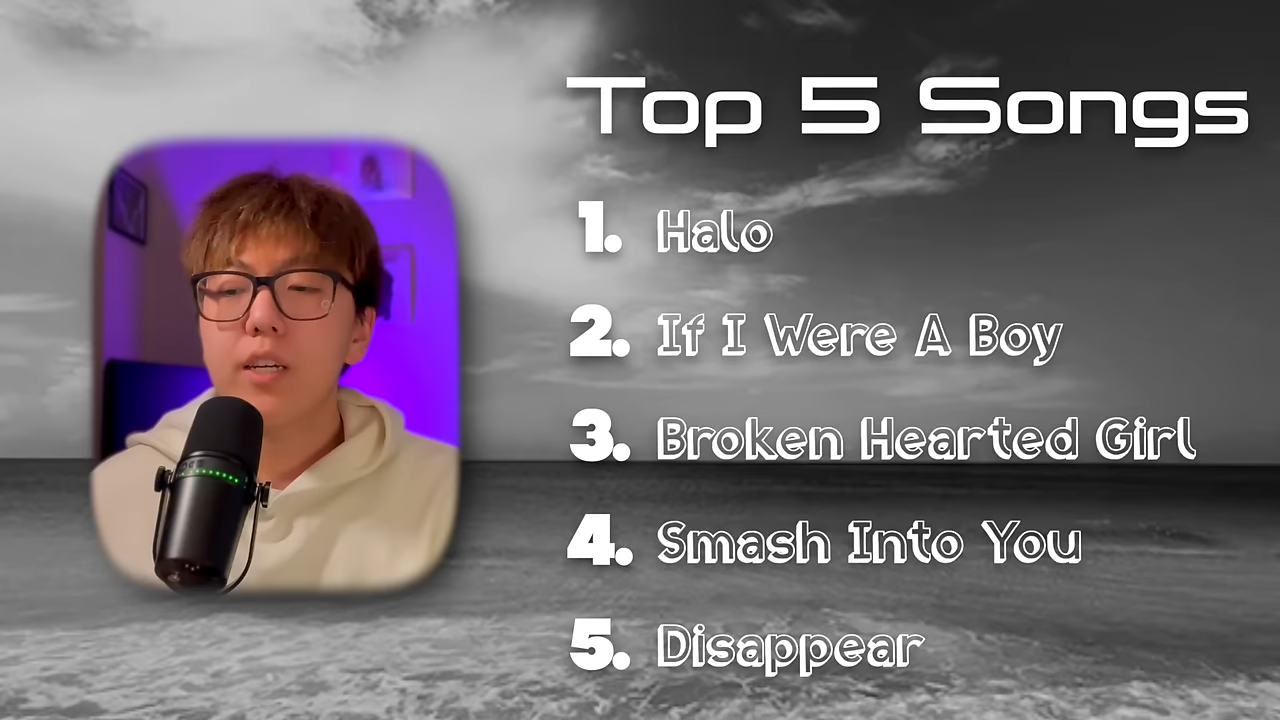 Top 5 Songs
1. Halo
2. If I Were A Boy
3. Broken Hearted Girl
4. Smash Into You
5. Disappear